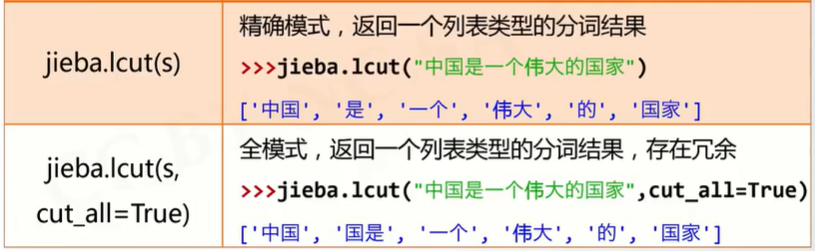 jieba.lcut(s)
精确模式，返回一个列表类型的分词结果
>>>jieba.lcut("中国是一个伟大的国家")
['中国', '是', '一个', '伟大', '的', '国家']
jieba.lcut(s,
cut_all=True)
全模式，返回一个列表类型的分词结果，存在冗余
>>>jieba.lcut("中国是一个伟大的国家",cut_all=True)
['中国', '国是', '一个', '伟大', '的', '国家']